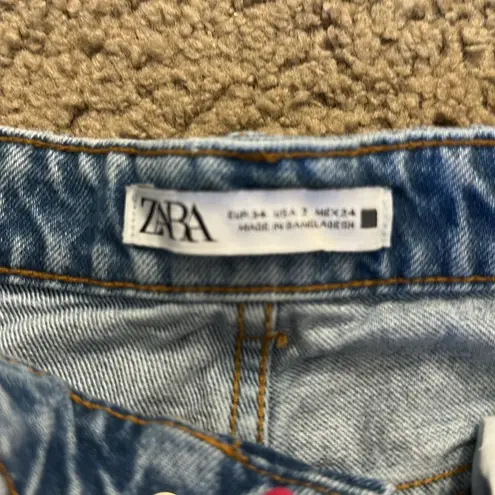 ZARA
EUR 34 USA 2 MEX 24
MADE IN BANGLADESH